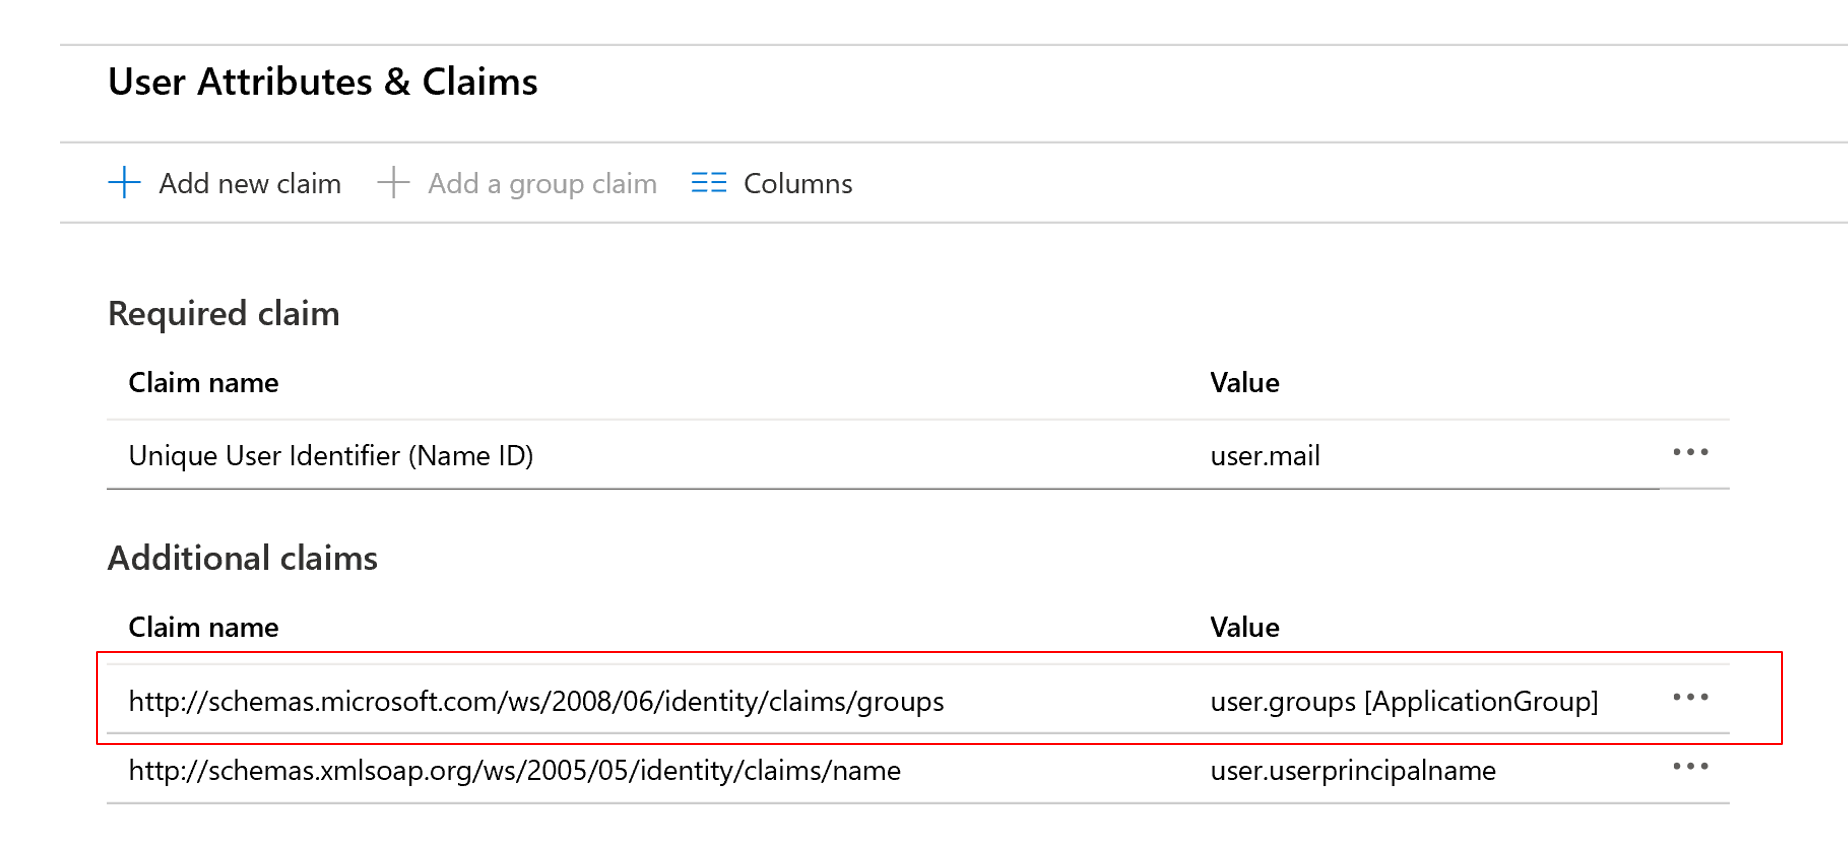 User Attributes & Claims
Add new claim Add a group claim Columns
Required claim
Claim name Value
Unique User Identifier (Name ID) user.mail
Additional claims
Claim name Value
http://schemas.microsoft.com/ws/2008/06/identity/claims/groups user.groups [ApplicationGroup]
http://schemas.xmlsoap.org/ws/2005/05/identity/claims/name user.userprincipalname